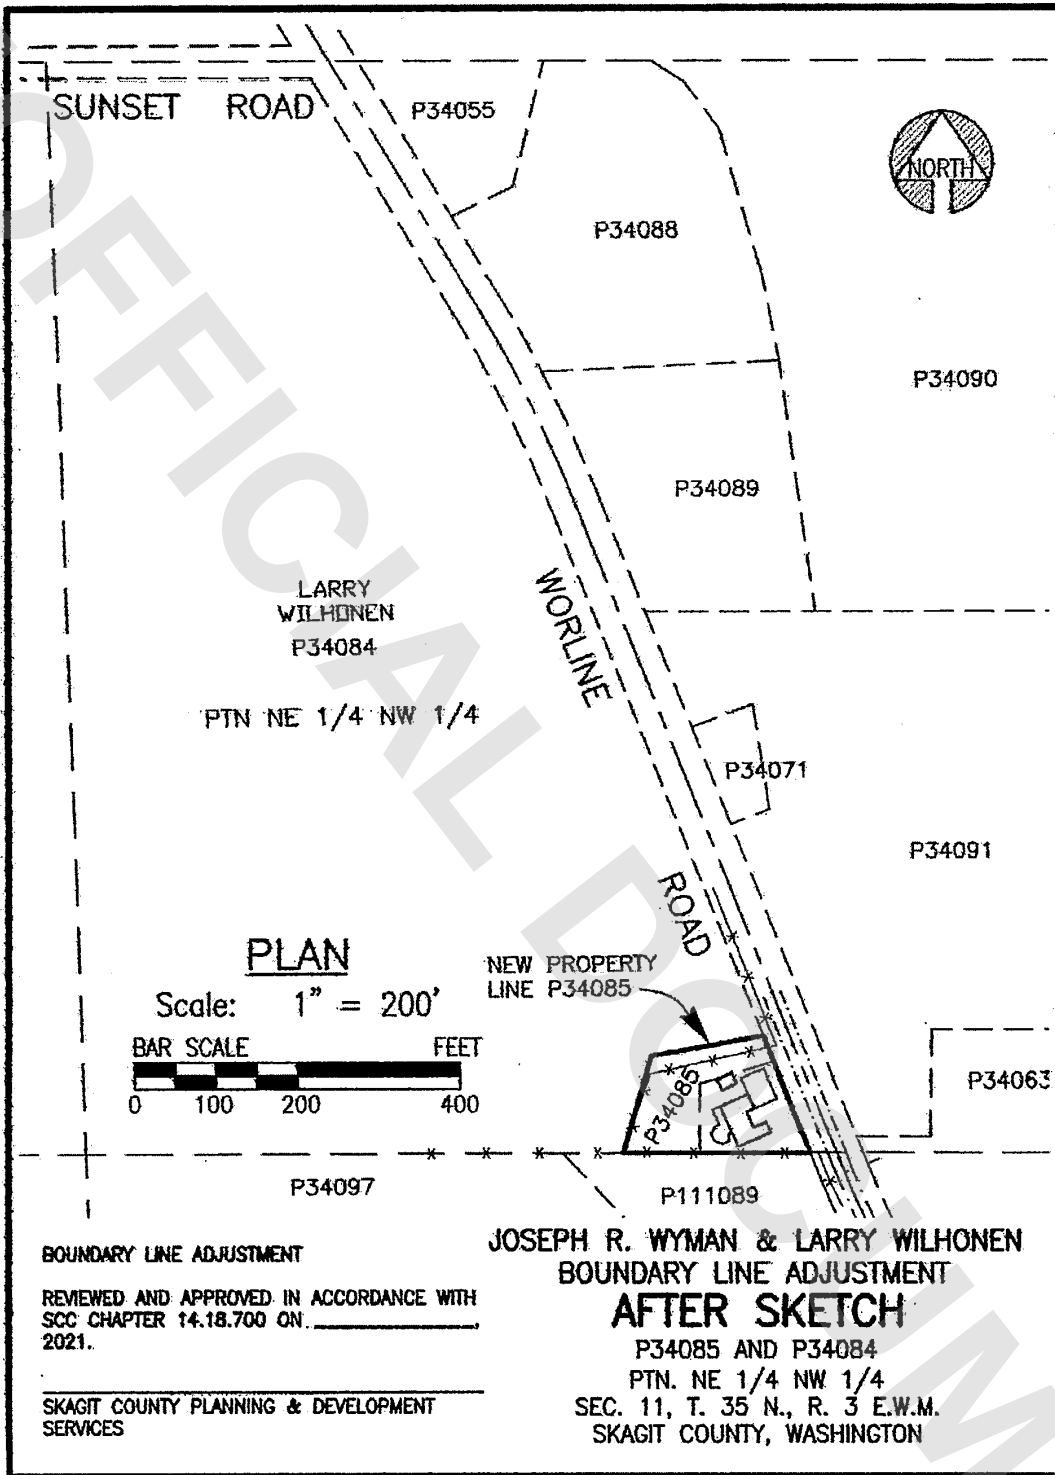 SUNSET ROAD
P34055
NORTH
P34088
P34090
P34089
WORLINE
LARRY
WILHONEN
P34084
PTN NE 1/4 NW 1/4
P34071
P34091
ROAD
PLAN
Scale: 1" = 200'
BAR SCALE FEET
0 100 200 400
NEW PROPERTY
LINE P34085
P34085
P34063
P34097
P111089
BOUNDARY LINE ADJUSTMENT
REVIEWED AND APPROVED IN ACCORDANCE WITH
SCC CHAPTER 14.18.700 ON ____________,
2021.
SKAGIT COUNTY PLANNING & DEVELOPMENT
SERVICES
JOSEPH R. WYMAN & LARRY WILHONEN
BOUNDARY LINE ADJUSTMENT
AFTER SKETCH
P34085 AND P34084
PTN. NE 1/4 NW 1/4
SEC. 11, T. 35 N., R. 3 E.W.M.
SKAGIT COUNTY, WASHINGTON
OFFICIAL DOCUM